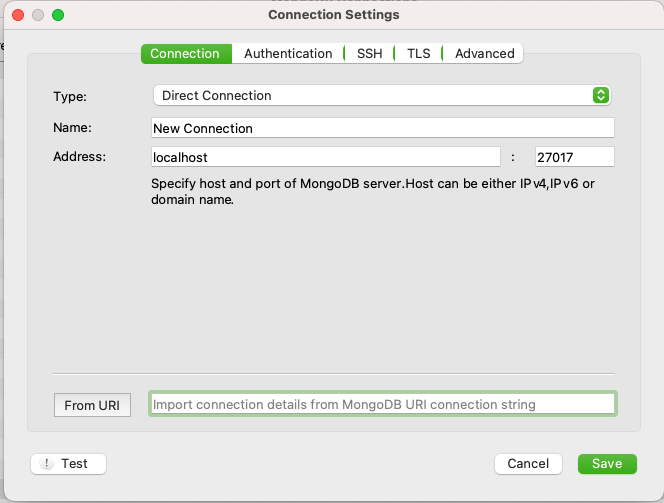 Connection Settings
Connection Authentication SSH TLS Advanced
Type: Direct Connection
Name: New Connection
Address: localhost : 27017
Specify host and port of MongoDB server.Host can be either IPv4,IPv6 or
domain name.
From URI Import connection details from MongoDB URI connection string
! Test Cancel Save